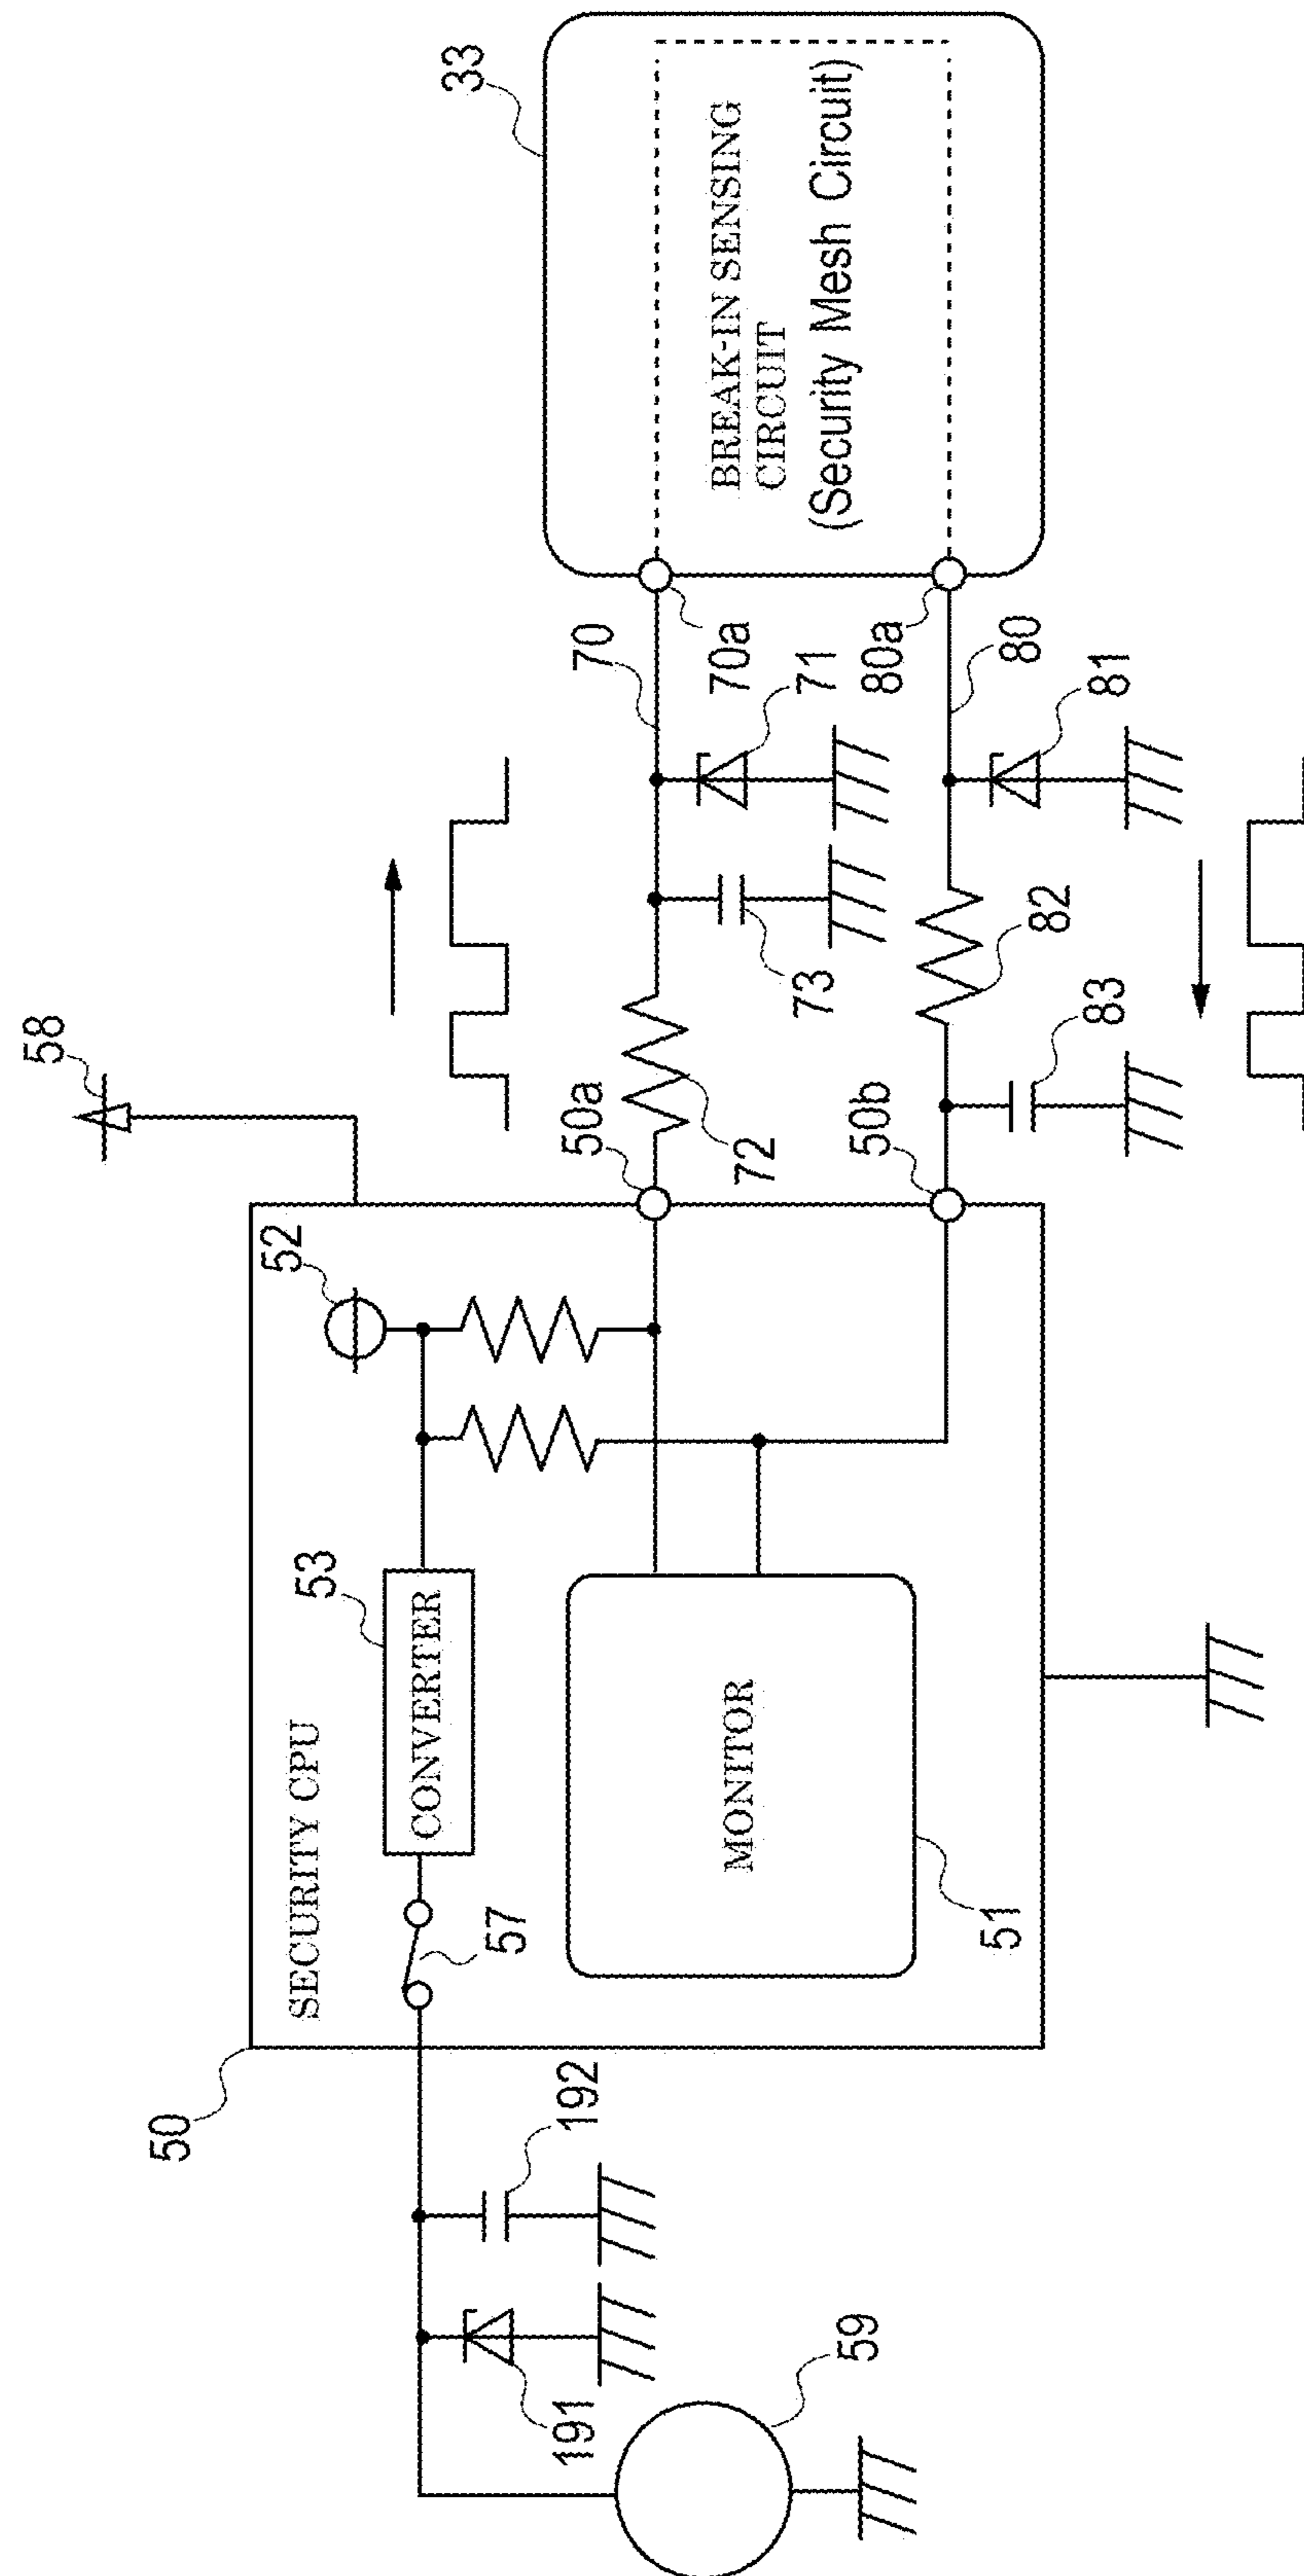 58
33
52
50
SECURITY CPU
53
CONVERTER
57
MONITOR
51
50a
50b
72
73
70
70a
71
80a
80
81
82
83
BREAK-IN SENSING
CIRCUIT
(Security Mesh Circuit)
192
191
59